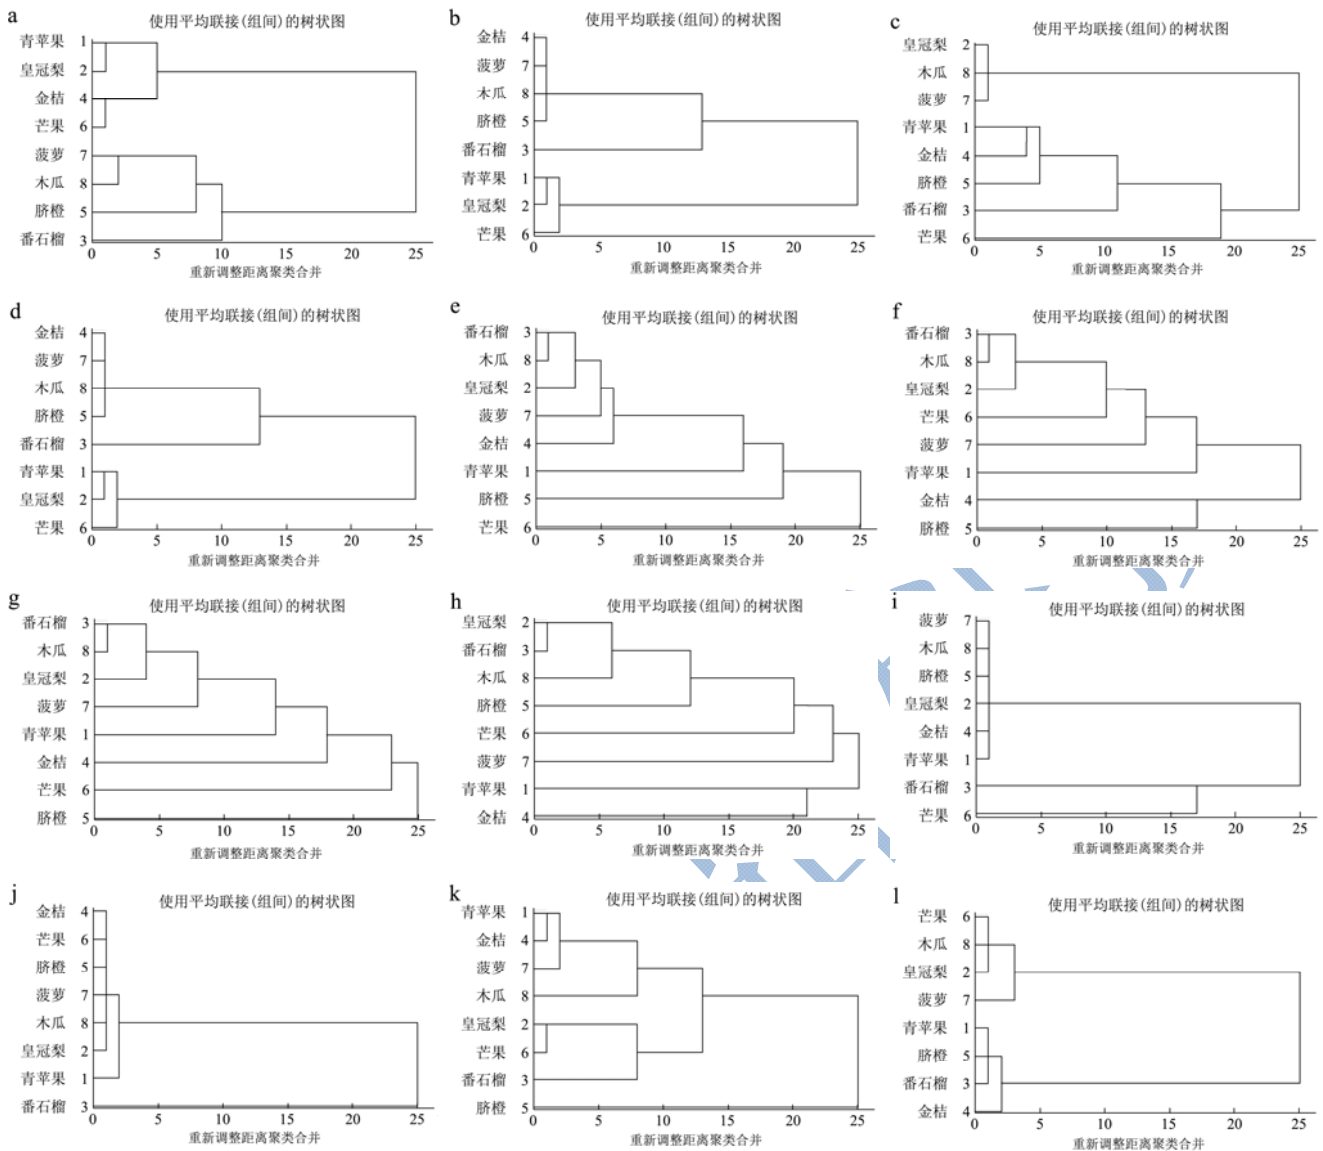 a
使用平均联接(组间)的树状图
青苹果 1
皇冠梨 2
金桔 4
芒果 6
菠萝 7
木瓜 8
脐橙 5
番石榴 3
0 5 10 15 20 25
重新调整距离聚类合并
b
使用平均联接(组间)的树状图
金桔 4
菠萝 7
木瓜 8
脐橙 5
番石榴 3
青苹果 1
皇冠梨 2
芒果 6
0 5 10 15 20 25
重新调整距离聚类合并
c
使用平均联接(组间)的树状图
皇冠梨 2
木瓜 8
菠萝 7
青苹果 1
金桔 4
脐橙 5
番石榴 3
芒果 6
0 5 10 15 20 25
重新调整距离聚类合并
d
使用平均联接(组间)的树状图
金桔 4
菠萝 7
木瓜 8
脐橙 5
番石榴 3
青苹果 1
皇冠梨 2
芒果 6
0 5 10 15 20 25
重新调整距离聚类合并
e
使用平均联接(组间)的树状图
番石榴 3
木瓜 8
皇冠梨 2
菠萝 7
金桔 4
青苹果 1
脐橙 5
芒果 6
0 5 10 15 20 25
重新调整距离聚类合并
f
使用平均联接(组间)的树状图
番石榴 3
木瓜 8
皇冠梨 2
芒果 6
菠萝 7
青苹果 1
金桔 4
脐橙 5
0 5 10 15 20 25
重新调整距离聚类合并
g
使用平均联接(组间)的树状图
番石榴 3
木瓜 8
皇冠梨 2
菠萝 7
青苹果 1
金桔 4
芒果 6
脐橙 5
0 5 10 15 20 25
重新调整距离聚类合并
h
使用平均联接(组间)的树状图
皇冠梨 2
番石榴 3
木瓜 8
脐橙 5
芒果 6
菠萝 7
青苹果 1
金桔 4
0 5 10 15 20 25
重新调整距离聚类合并
i
使用平均联接(组间)的树状图
菠萝 7
木瓜 8
脐橙 5
皇冠梨 2
金桔 4
青苹果 1
番石榴 3
芒果 6
0 5 10 15 20 25
重新调整距离聚类合并
j
使用平均联接(组间)的树状图
金桔 4
芒果 6
脐橙 5
菠萝 7
木瓜 8
皇冠梨 2
青苹果 1
番石榴 3
0 5 10 15 20 25
重新调整距离聚类合并
k
使用平均联接(组间)的树状图
青苹果 1
金桔 4
菠萝 7
木瓜 8
皇冠梨 2
芒果 6
番石榴 3
脐橙 5
0 5 10 15 20 25
重新调整距离聚类合并
l
使用平均联接(组间)的树状图
芒果 6
木瓜 8
皇冠梨 2
菠萝 7
青苹果 1
脐橙 5
番石榴 3
金桔 4
0 5 10 15 20 25
重新调整距离聚类合并